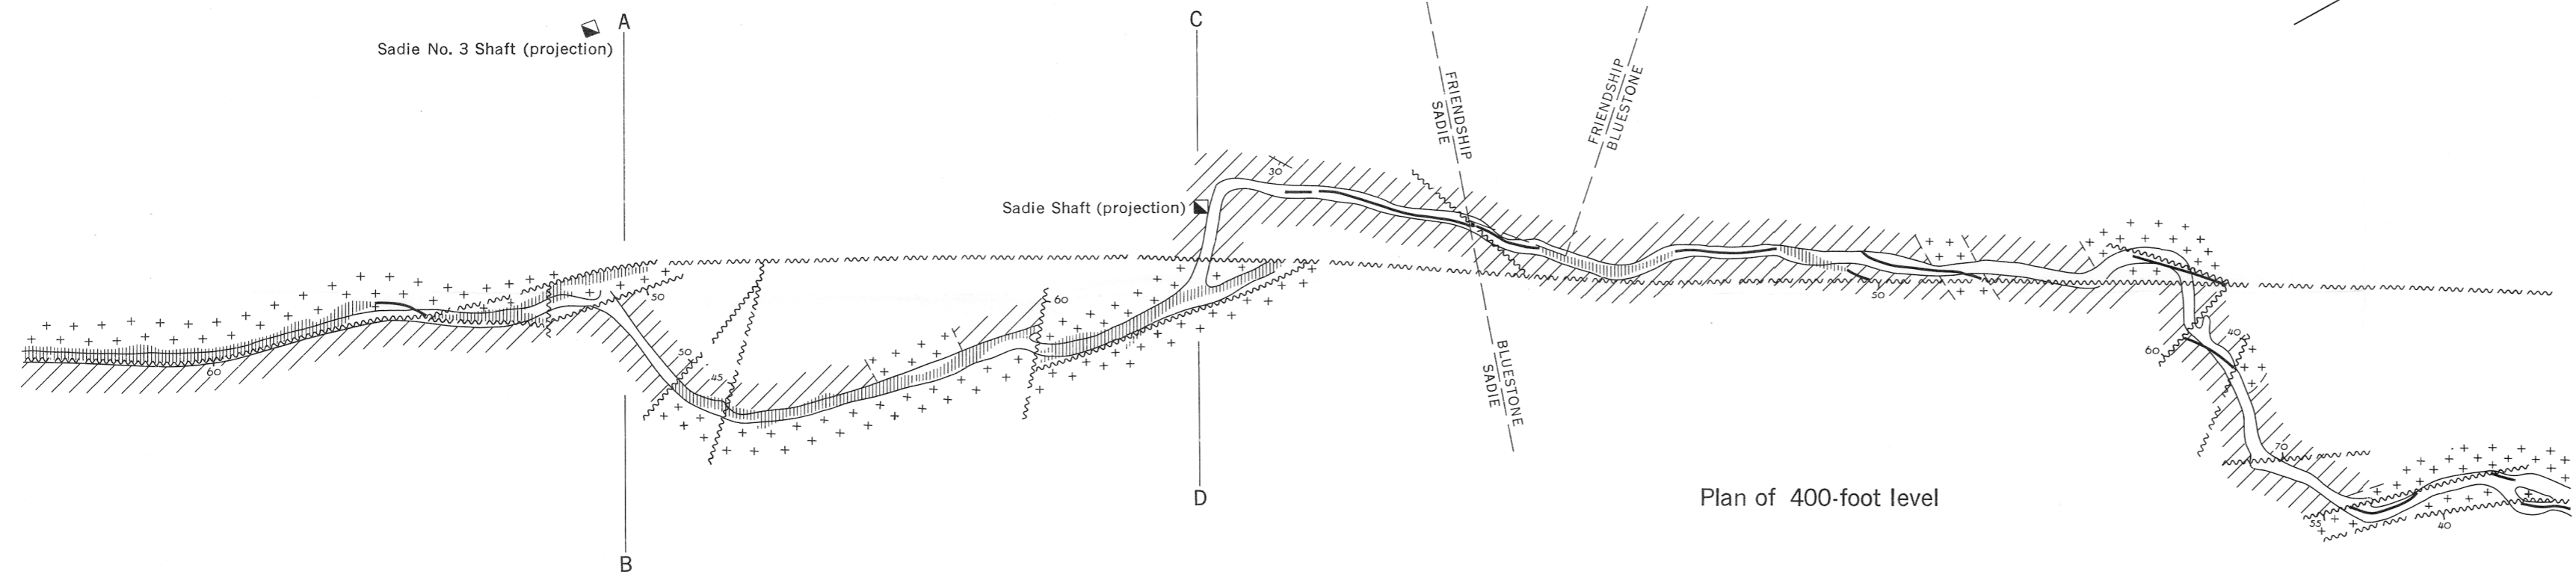 A
Sadie No. 3 Shaft (projection)
C
FRIENDSHIP
SADIE
FRIENDSHIP
BLUESTONE
30
Sadie Shaft (projection)
50
60
50
40
60
60
50
45
BLUESTONE
SADIE
70
Plan of 400-foot level
D
55
40
B